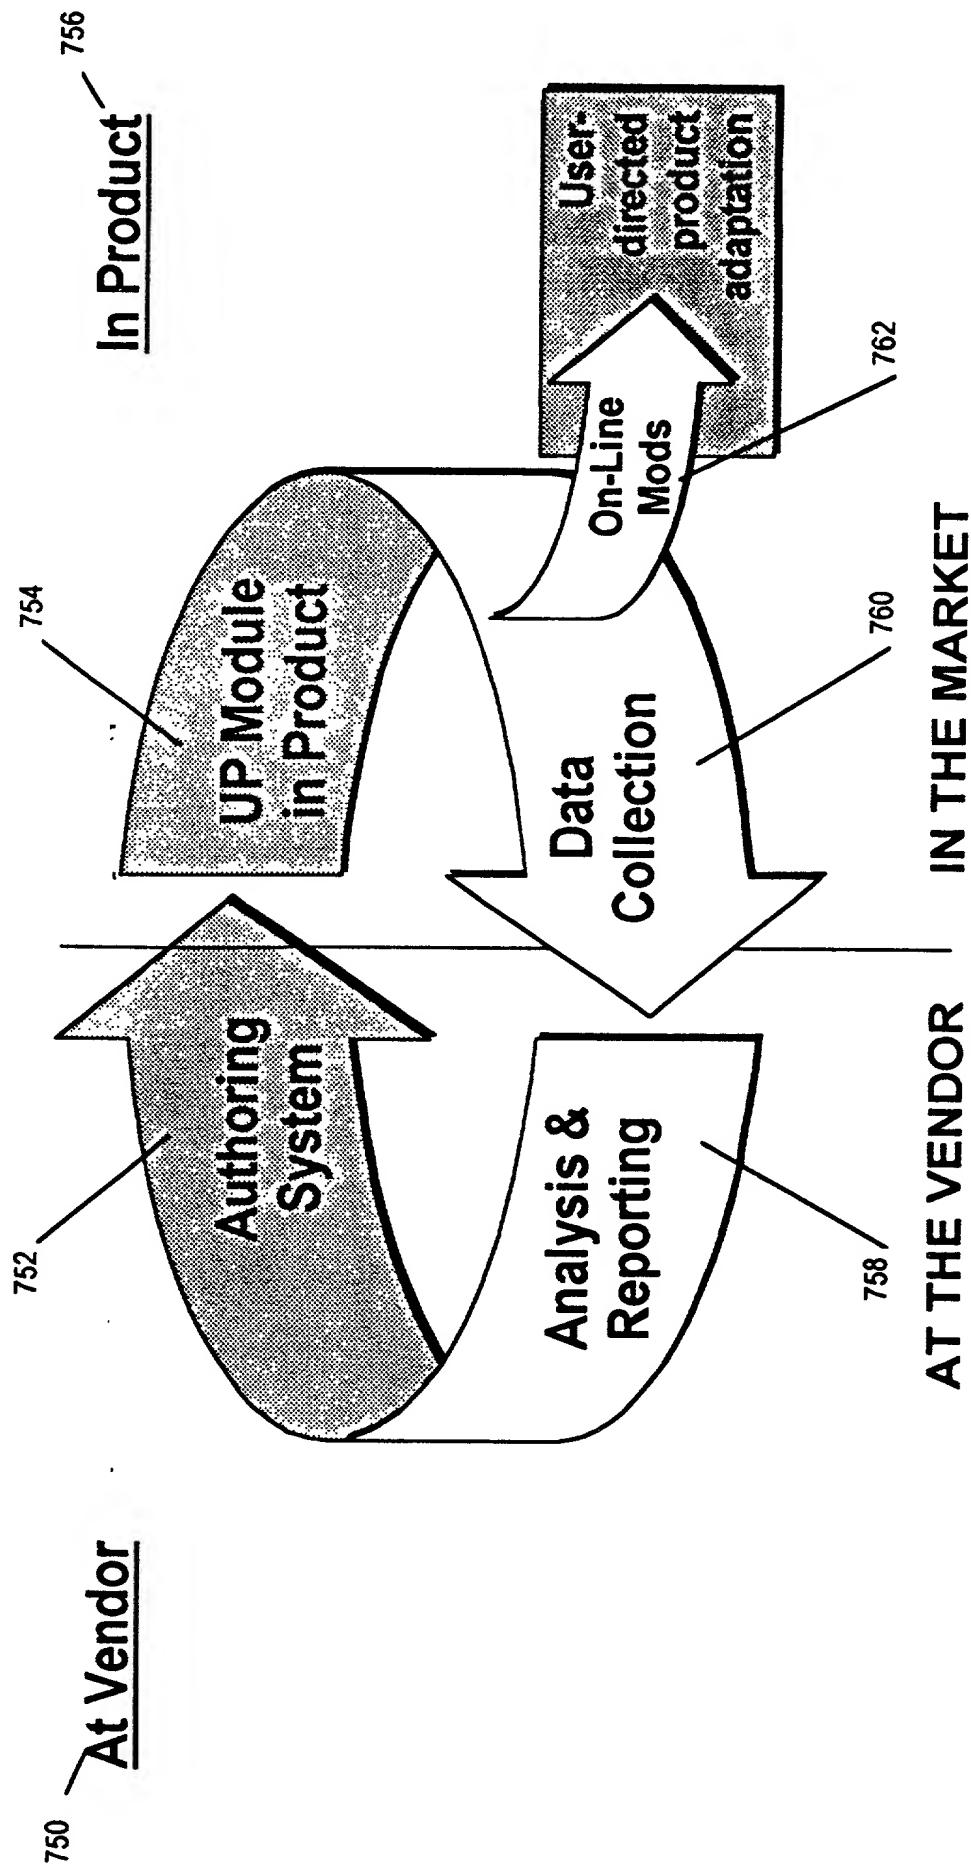 750
At Vendor
In Product
756
752
754
Authoring
System
UP Module
in Product
Analysis &
Reporting
Data
Collection
On-Line
Mods
User-
directed
product
adaptation
758
760
762
AT THE VENDOR
IN THE MARKET